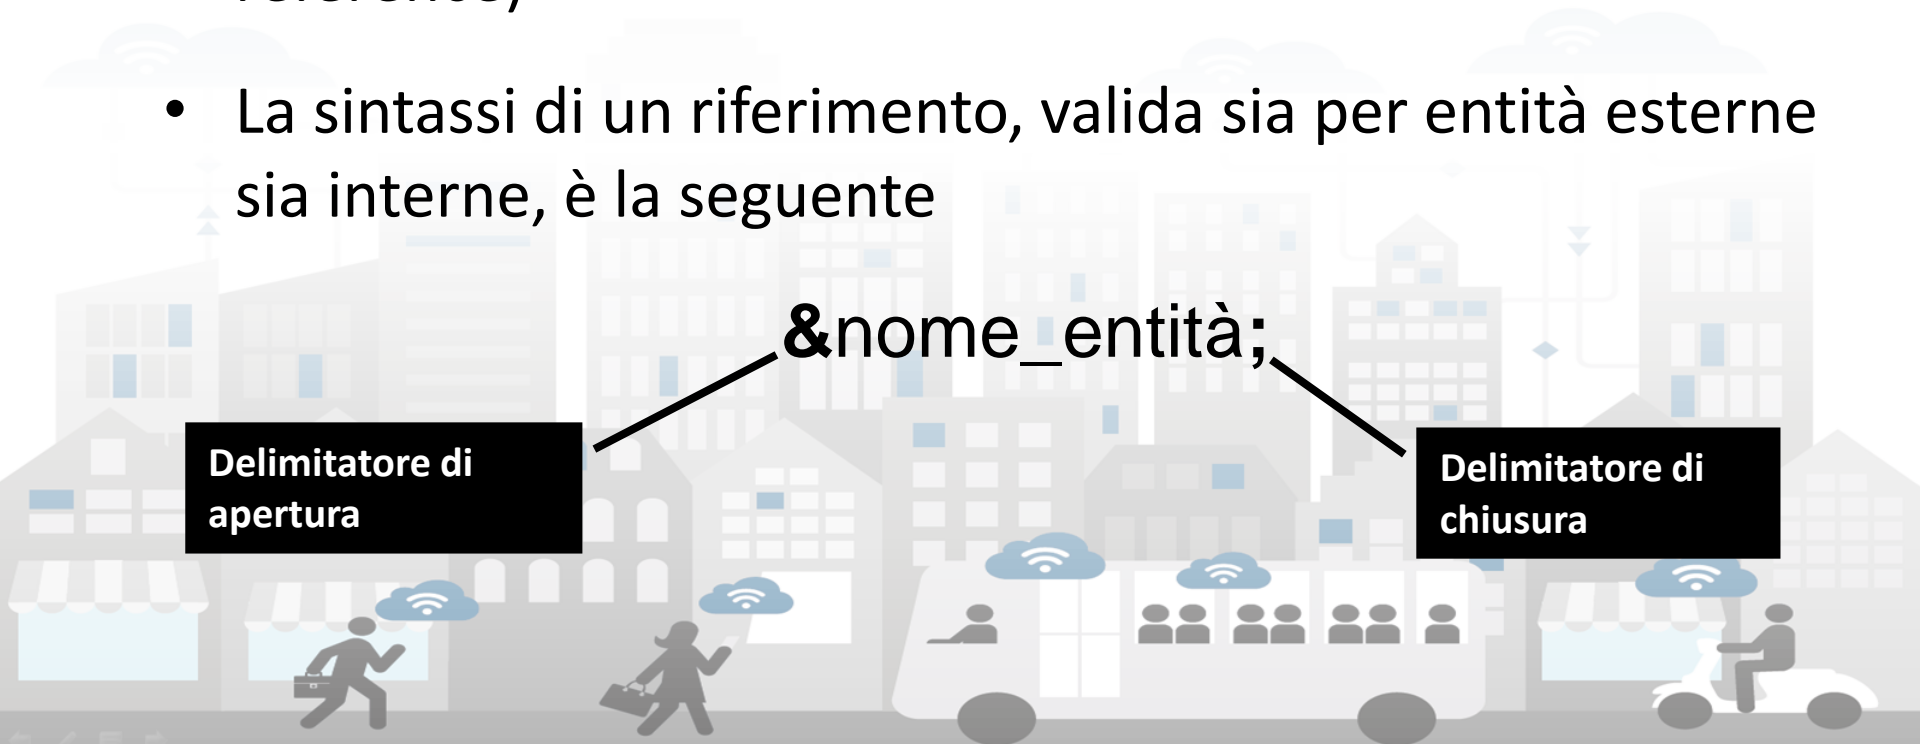 • La sintassi di un riferimento, valida sia per entità esterne
sia interne, è la seguente
&nome_entità;
Delimitatore di
apertura
Delimitatore di
chiusura